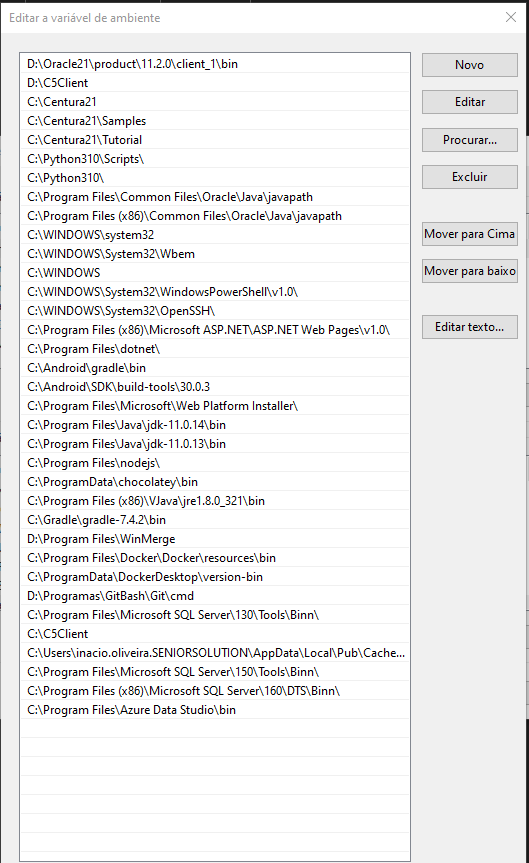 Editar a variável de ambiente
D:\Oracle21\product\11.2.0\client_1\bin
D:\C5Client
C:\Centura21
C:\Centura21\Samples
C:\Centura21\Tutorial
C:\Python310\Scripts\
C:\Python310\
C:\Program Files\Common Files\Oracle\Java\javapath
C:\Program Files (x86)\Common Files\Oracle\Java\javapath
C:\WINDOWS\system32
C:\WINDOWS\System32\Wbem
C:\WINDOWS
C:\WINDOWS\System32\WindowsPowerShell\v1.0\
C:\WINDOWS\System32\OpenSSH\
C:\Program Files (x86)\Microsoft ASP.NET\ASP.NET Web Pages\v1.0\
C:\Program Files\dotnet\
C:\Android\gradle\bin
C:\Android\SDK\build-tools\30.0.3
C:\Program Files\Microsoft\Web Platform Installer\
C:\Program Files\Java\jdk-11.0.14\bin
C:\Program Files\Java\jdk-11.0.13\bin
C:\Program Files\nodejs\
C:\ProgramData\chocolatey\bin
C:\Program Files (x86)\VJava\jre1.8.0_321\bin
C:\Gradle\gradle-7.4.2\bin
D:\Program Files\WinMerge
C:\Program Files\Docker\Docker\resources\bin
C:\ProgramData\DockerDesktop\version-bin
D:\Programas\GitBash\Git\cmd
C:\Program Files\Microsoft SQL Server\130\Tools\Binn\
C:\C5Client
C:\Users\inacio.oliveira.SENIORSOLUTION\AppData\Local\Pub\Cache...
C:\Program Files\Microsoft SQL Server\150\Tools\Binn\
C:\Program Files (x86)\Microsoft SQL Server\160\DTS\Binn\
C:\Program Files\Azure Data Studio\bin
Novo
Editar
Procurar...
Excluir
Mover para Cima
Mover para baixo
Editar texto...